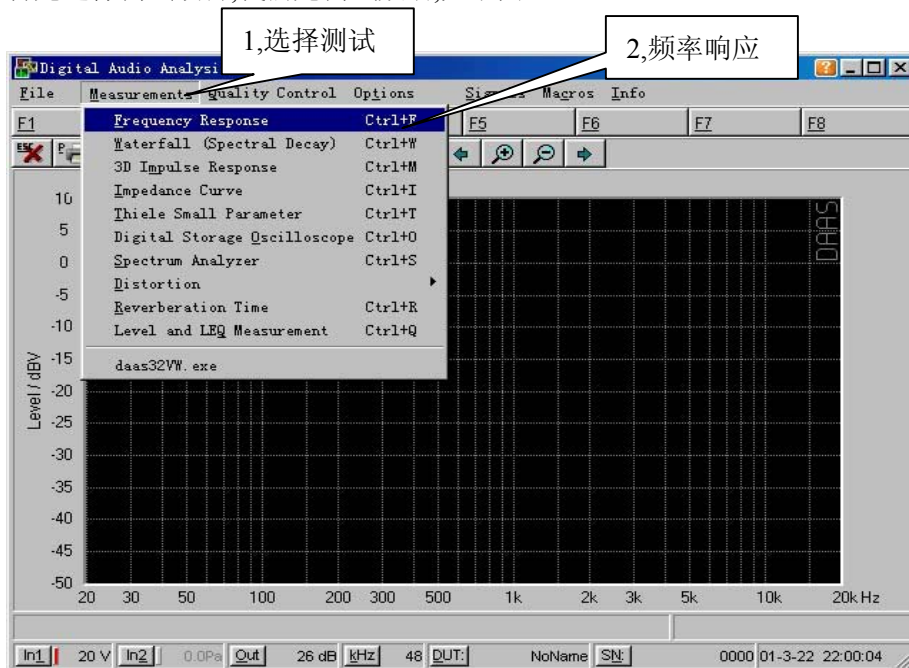 1,选择测试
2,频率响应
Digital Audio Analysi
File Measurements Quality Control Options Macros Info
F1 F5 F6 F7 F8
ESC P
Frequency Response Ctrl+F
Waterfall (Spectral Decay) Ctrl+W
3D Impulse Response Ctrl+M
Impedance Curve Ctrl+I
Thiele Small Parameter Ctrl+T
Digital Storage Oscilloscope Ctrl+O
Spectrum Analyzer Ctrl+S
Distortion
Reverberation Time Ctrl+R
Level and LEQ Measurement Ctrl+Q
daas32VW.exe
DAAS
Level / dBV
10
5
0
-5
-10
-15
-20
-25
-30
-35
-40
-45
-50
20 30 50 100 200 300 500 1k 2k 3k 5k 10k 20k Hz
In1 20 V In2 0.0Pa Out 26 dB kHz 48 DUT: NoName SN: 0000 01-3-22 22:00:04